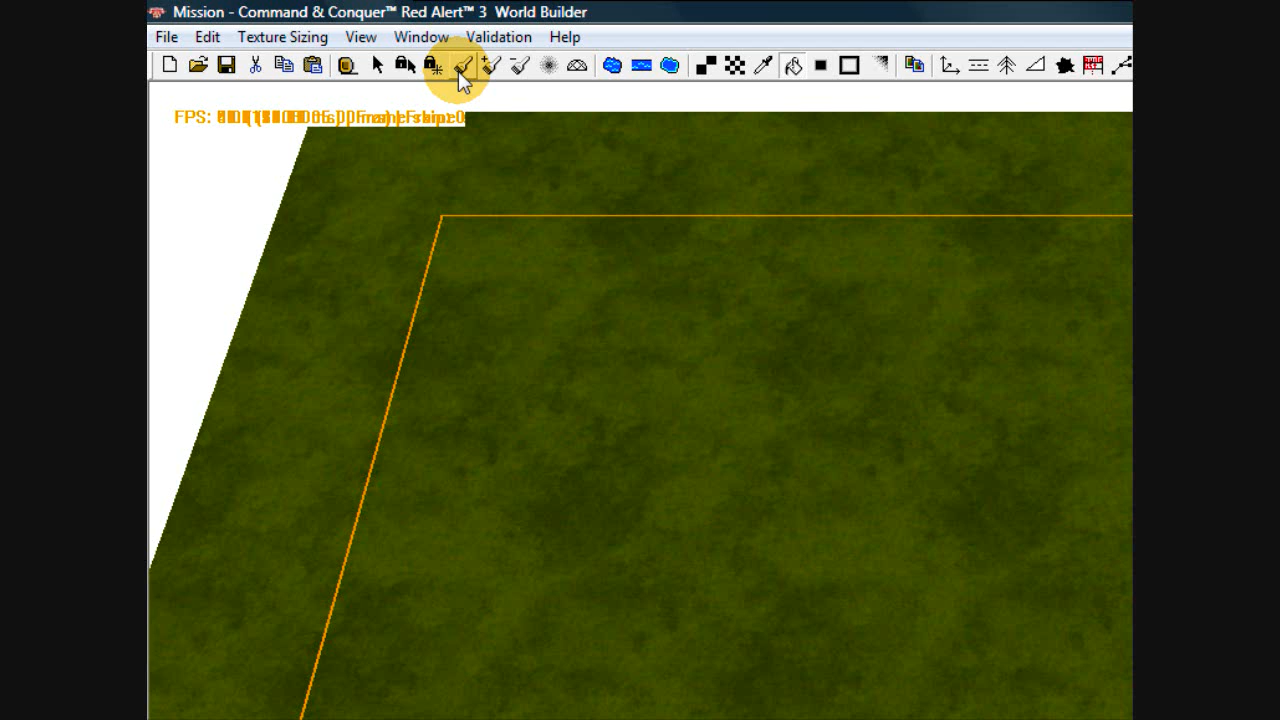 Mission - Command & Conquer™ Red Alert™ 3 World Builder
File Edit Texture Sizing View Window Validation Help
FPS: